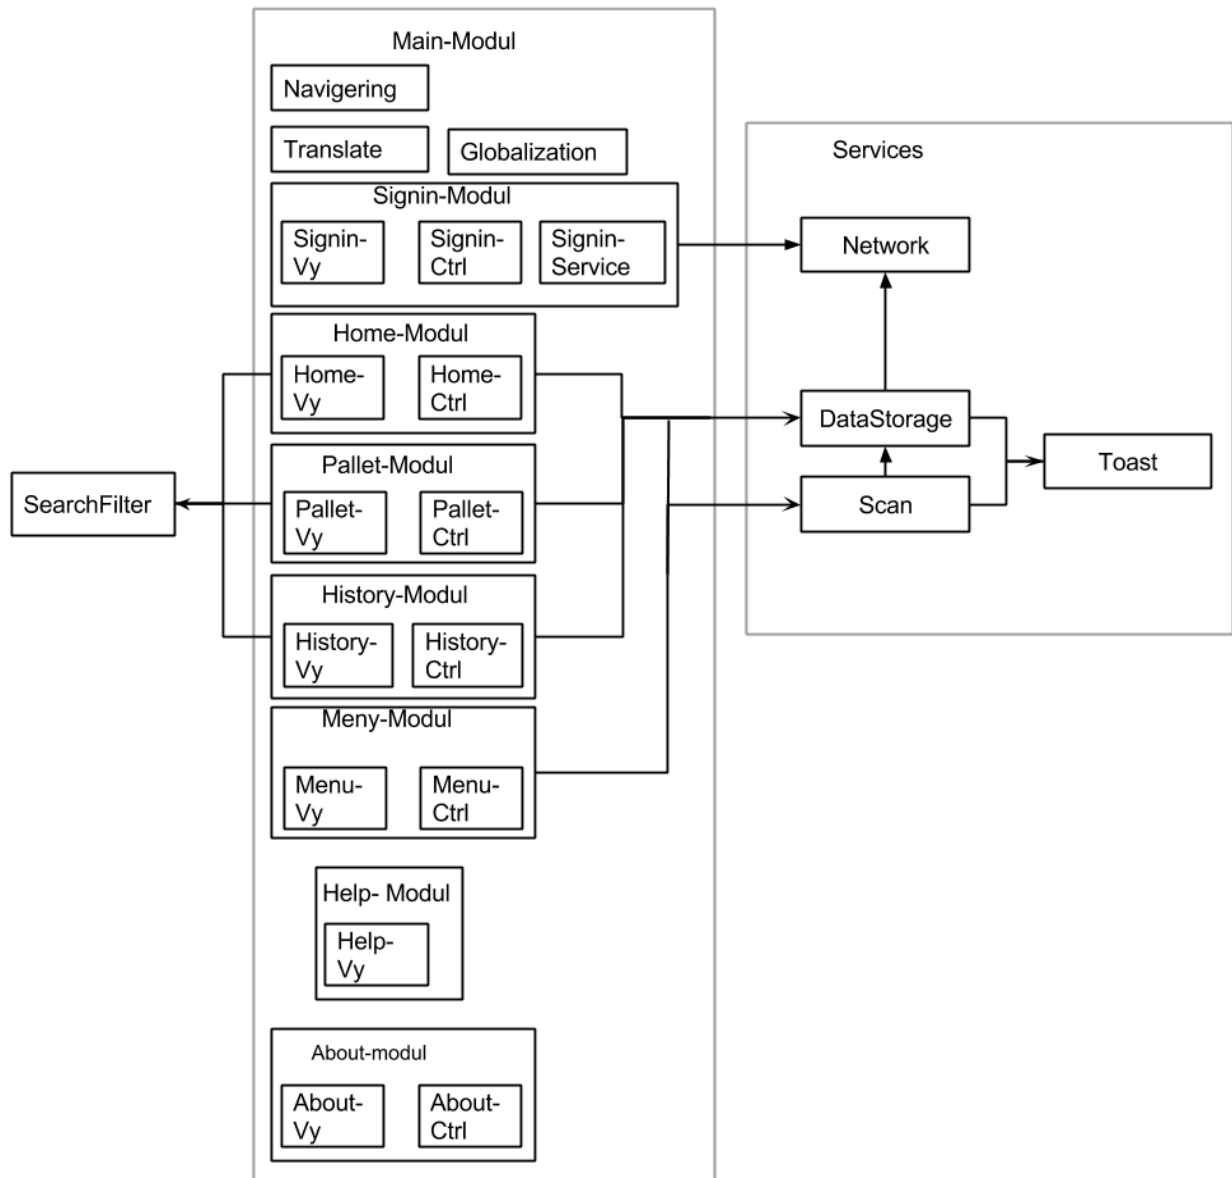 Main-Modul
Navigering
Translate
Globalization
Signin-Modul
Signin-
Vy
Signin-
Ctrl
Signin-
Service
Home-Modul
Home-
Vy
Home-
Ctrl
Pallet-Modul
Pallet-
Vy
Pallet-
Ctrl
History-Modul
History-
Vy
History-
Ctrl
Meny-Modul
Menu-
Vy
Menu-
Ctrl
Help- Modul
Help-
Vy
About-modul
About-
Vy
About-
Ctrl
SearchFilter
Services
Network
DataStorage
Scan
Toast